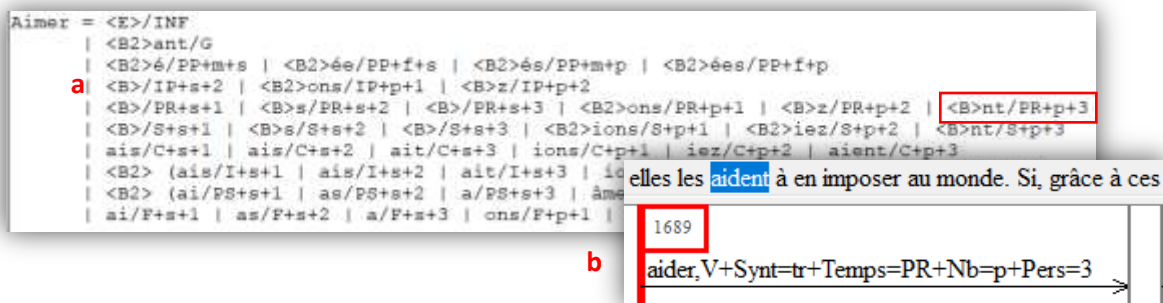 Aimer = <E>/INF
| <B2>ant/G
| <B2>é/PP+m+s | <B2>ée/PP+f+s | <B2>és/PP+m+p | <B2>ées/PP+f+p
a
| <B>/IP+s+2 | <B2>ons/IP+p+1 | <B>z/IP+p+2
| <B>/PR+s+1 | <B>s/PR+s+2 | <B>/PR+s+3 | <B2>ons/PR+p+1 | <B>z/PR+p+2 | <B>nt/PR+p+3
| <B>/S+s+1 | <B>s/S+s+2 | <B>/S+s+3 | <B2>ions/S+p+1 | <B2>iez/S+p+2 | <B>nt/S+p+3
| ais/C+s+1 | ais/C+s+2 | ait/C+s+3 | ions/C+p+1 | iez/C+p+2 | aient/C+p+3
| <B2> (ais/I+s+1 | ais/I+s+2 | ait/I+s+3 |
| <B2> (ai/PS+s+1 | as/PS+s+2 | a/PS+s+3 |
| ai/F+s+1 | as/F+s+2 | a/F+s+3 | ons/F+p+1 |
elles les aident à en imposer au monde. Si, grâce à ces
1689
b
aider,V+Synt=tr+Temps=PR+Nb=p+Pers=3